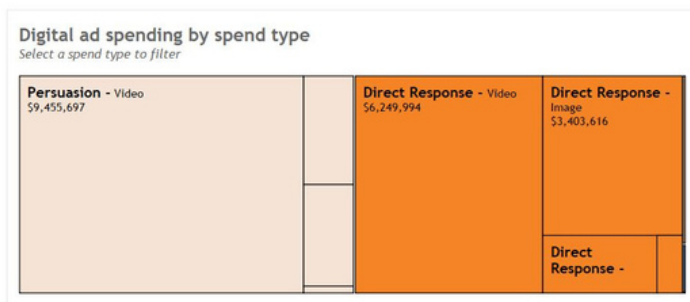 Digital ad spending by spend type
Select a spend type to filter
Persuasion - Video
$9,455,697
Direct Response - Video
$6,249,994
Direct Response -
Image
$3,403,616
Direct
Response -